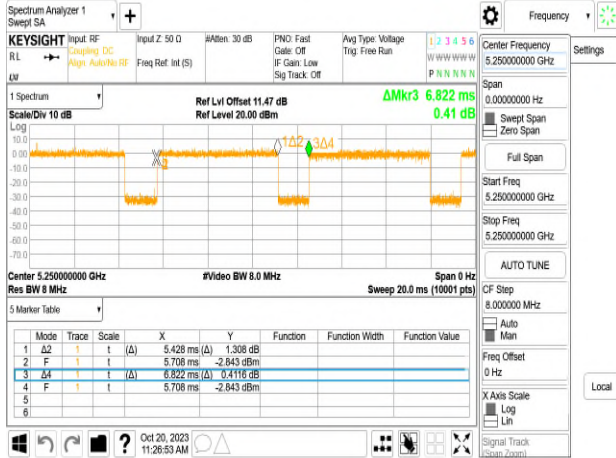 Spectrum Analyzer 1
Swept SA
KEYSIGHT Input: RF
RL
Coupling: DC
Align: Auto/No RF
Input Z: 50 Ω
Freq Ref: Int (S)
#Atten: 30 dB
PNO: Fast
Gate: Off
IF Gain: Low
Sig Track: Off
Avg Type: Voltage
Trig: Free Run
1 2 3 4 5 6
W W W W W W
P N N N N N
1 Spectrum
Scale/Div 10 dB
Ref Lvl Offset 11.47 dB
Ref Level 20.00 dBm
ΔMkr3 6.822 ms
0.41 dB
Log
10.0
0.00
-10.0
-20.0
-30.0
-40.0
-50.0
-60.0
-70.0
1Δ2
3Δ4
Center 5.250000000 GHz
Res BW 8 MHz
#Video BW 8.0 MHz
Span 0 Hz
Sweep 20.0 ms (10001 pts)
5 Marker Table
Mode Trace Scale X Y Function Function Width Function Value
1 Δ2 1 t (Δ) 5.428 ms (Δ) 1.308 dB
2 F 1 t 5.708 ms -2.843 dBm
3 Δ4 1 t (Δ) 6.822 ms (Δ) 0.4116 dB
4 F 1 t 5.708 ms -2.843 dBm
5
6
?
Oct 20, 2023
11:26:53 AM
Frequency
Center Frequency
5.250000000 GHz
Span
0.00000000 Hz
Swept Span
Zero Span
Full Span
Start Freq
5.250000000 GHz
Stop Freq
5.250000000 GHz
AUTO TUNE
CF Step
8.000000 MHz
Auto
Man
Freq Offset
0 Hz
X Axis Scale
Log
Lin
Signal Track
(Span Zoom)
Settings
Local